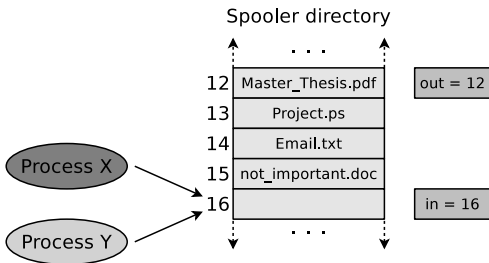 Spooler directory
. . .
12 Master_Thesis.pdf out = 12
13 Project.ps
14 Email.txt
Process X
15 not_important.doc
16 in = 16
Process Y
. . .